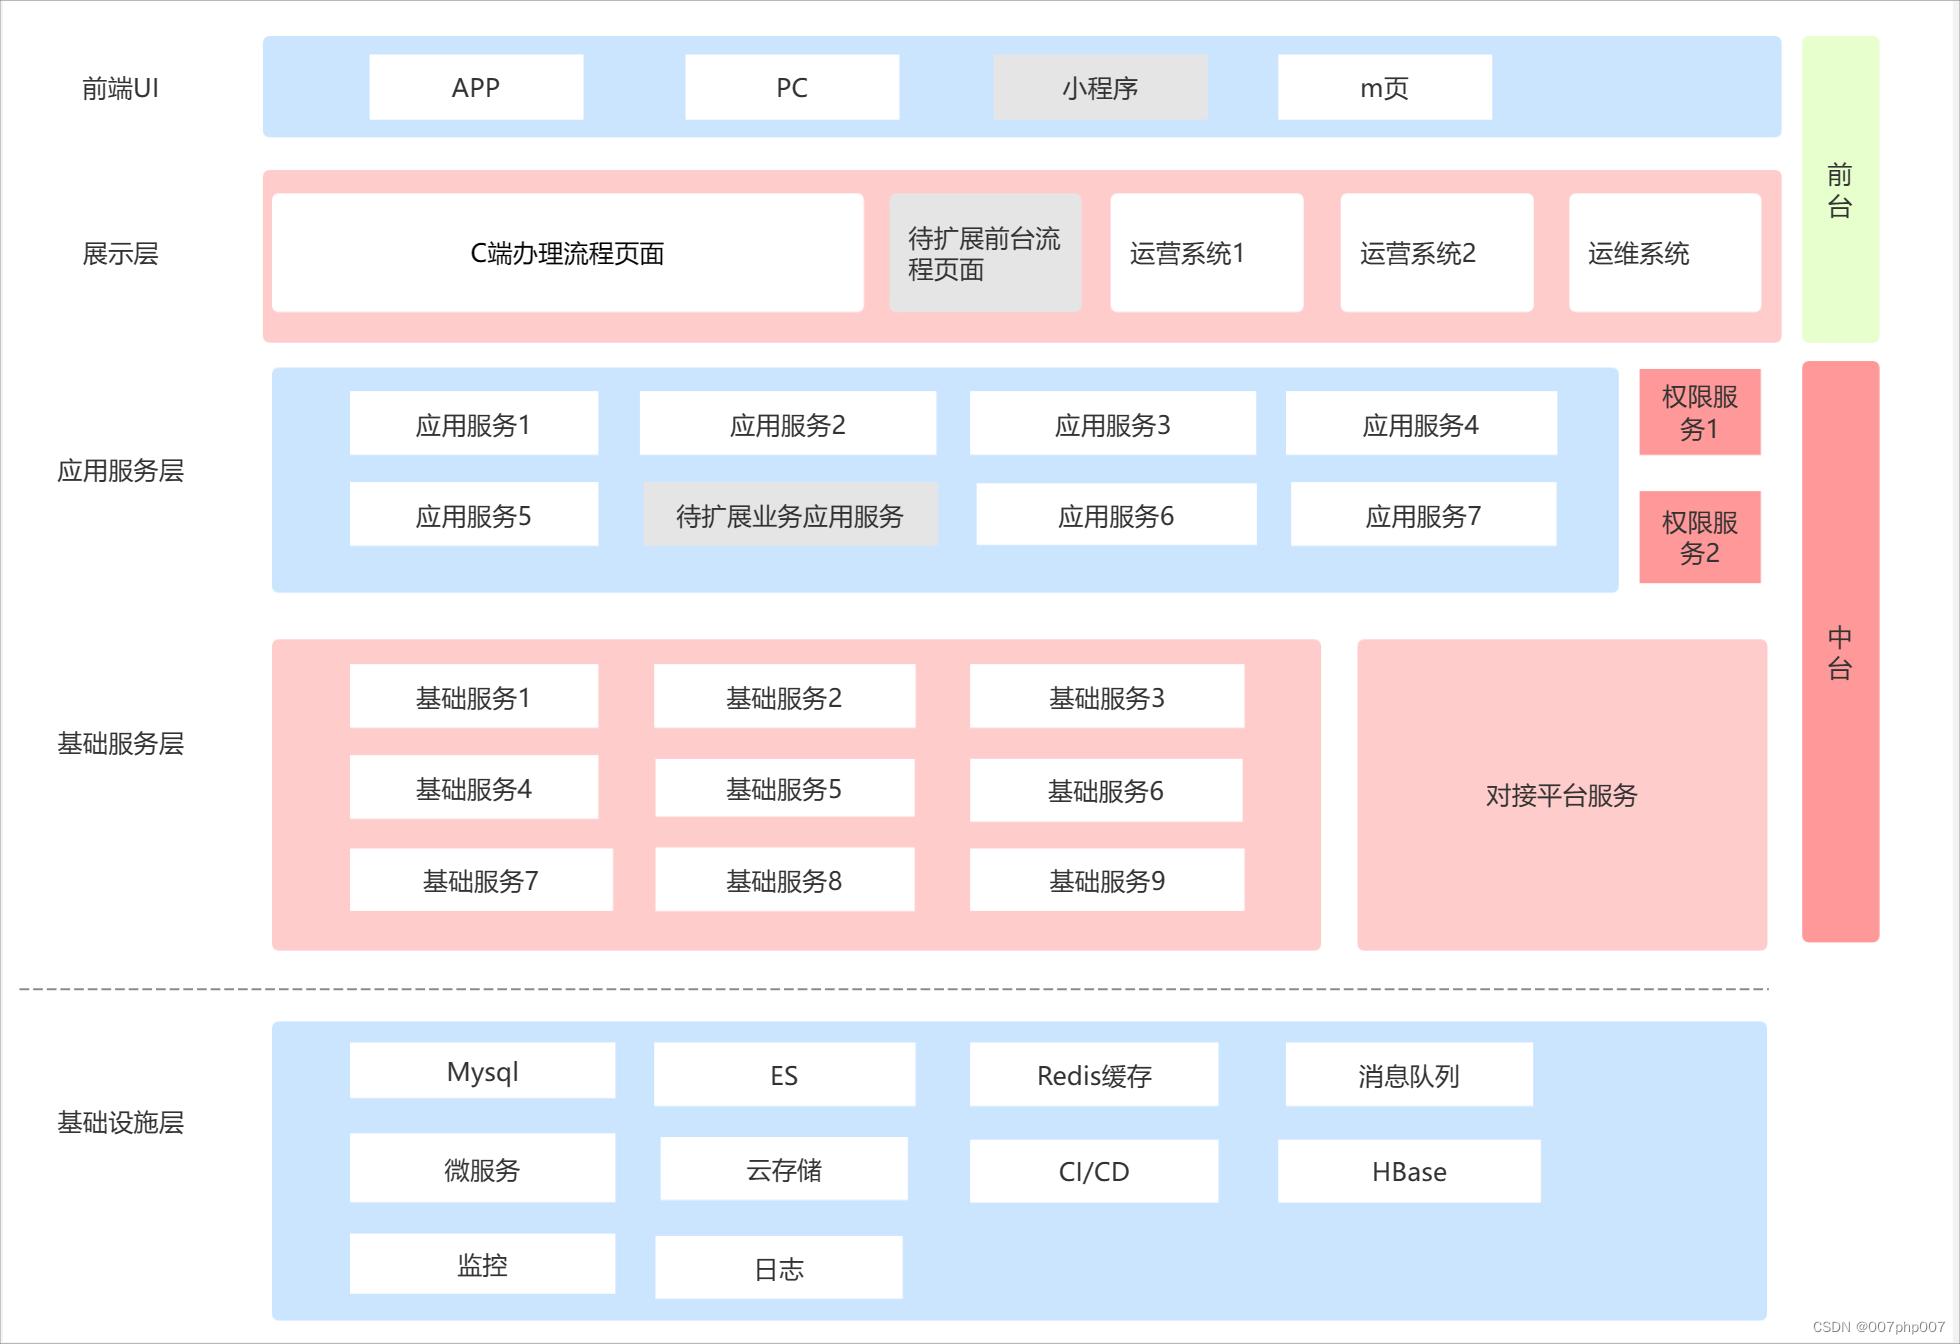 前端UI
APP
PC
小程序
m页
前
台
展示层
C端办理流程页面
待扩展前台流
程页面
运营系统1
运营系统2
运维系统
应用服务层
应用服务1
应用服务2
应用服务3
应用服务4
权限服
务1
应用服务5
待扩展业务应用服务
应用服务6
应用服务7
权限服
务2
中
台
基础服务层
基础服务1
基础服务2
基础服务3
基础服务4
基础服务5
基础服务6
基础服务7
基础服务8
基础服务9
对接平台服务
基础设施层
Mysql
ES
Redis缓存
消息队列
微服务
云存储
CI/CD
HBase
监控
日志
CSDN @007php007